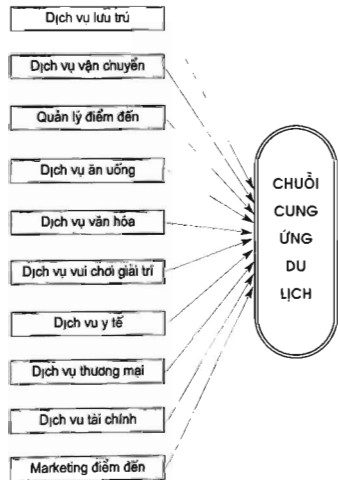 Dịch vụ lưu trú
Dịch vụ vận chuyển
Quản lý điểm đến
Dịch vụ ăn uống
Dịch vụ văn hóa
Dịch vụ vui chơi giải trí
Dịch vu y tế
Dịch vụ thương mại
Dịch vu tài chính
Marketing điểm đến
CHUỖI
CUNG
ỨNG
DU
LỊCH